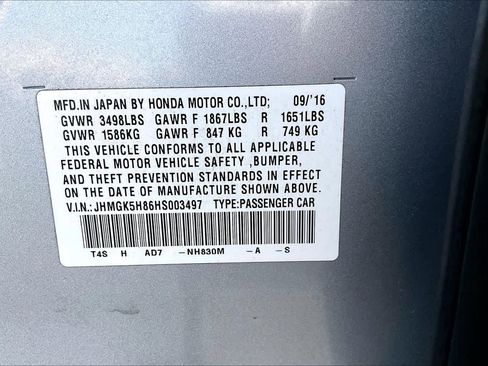 MFD.IN JAPAN BY HONDA MOTOR CO.,LTD; 09/'16
GVWR 3498LBS GAWR F 1867LBS R 1651LBS
GVWR 1586KG GAWR F 847 KG R 749 KG
THIS VEHICLE CONFORMS TO ALL APPLICABLE
FEDERAL MOTOR VEHICLE SAFETY ,BUMPER,
AND THEFT PREVENTION STANDARDS IN EFFECT
ON THE DATE OF MANUFACTURE SHOWN ABOVE.
V.I.N.:JHMGK5H86HS003497 TYPE:PASSENGER CAR
T4S H AD7 -NH830M -A -S